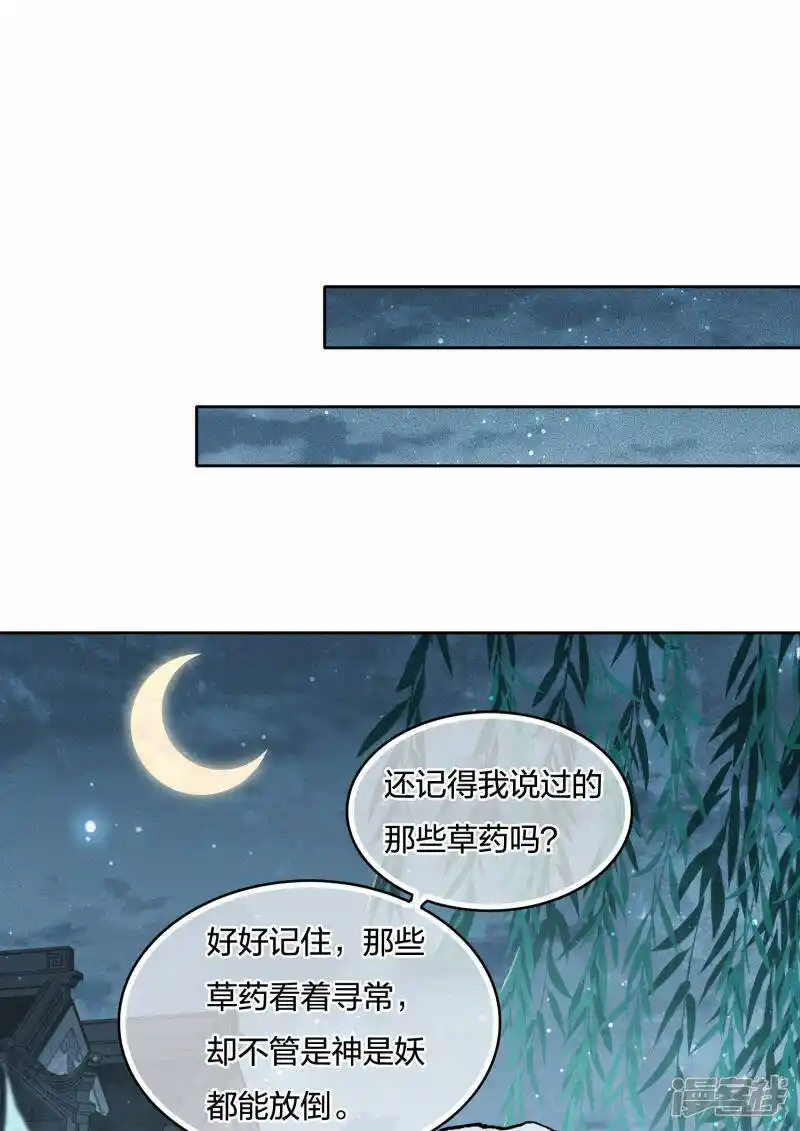 还记得我说过的
那些草药吗？
好好记住，那些
草药看着寻常，
却不管是神是妖
都能放倒。
漫客栈